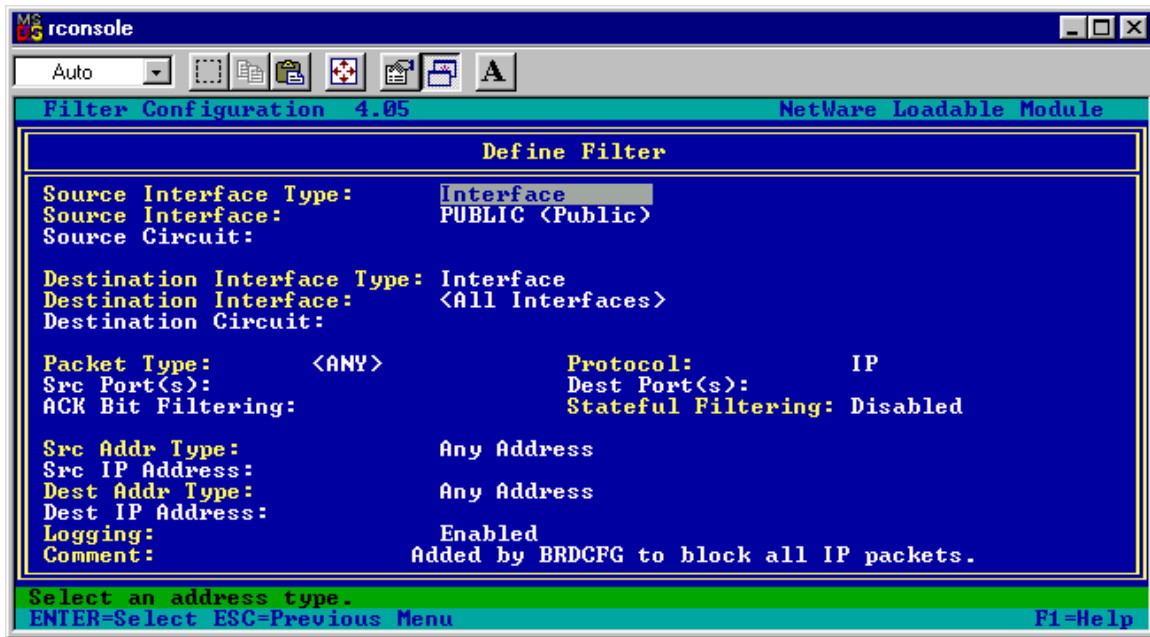 MS DOS rconsole
Auto A
Filter Configuration 4.05 NetWare Loadable Module
Define Filter
Source Interface Type: Interface
Source Interface: PUBLIC <Public>
Source Circuit:
Destination Interface Type: Interface
Destination Interface: <All Interfaces>
Destination Circuit:
Packet Type: <ANY> Protocol: IP
Src Port(s): Dest Port(s):
ACK Bit Filtering: Stateful Filtering: Disabled
Src Addr Type: Any Address
Src IP Address:
Dest Addr Type: Any Address
Dest IP Address:
Logging: Enabled
Comment: Added by BRDCFG to block all IP packets.
Select an address type.
ENTER=Select ESC=Previous Menu F1=Help